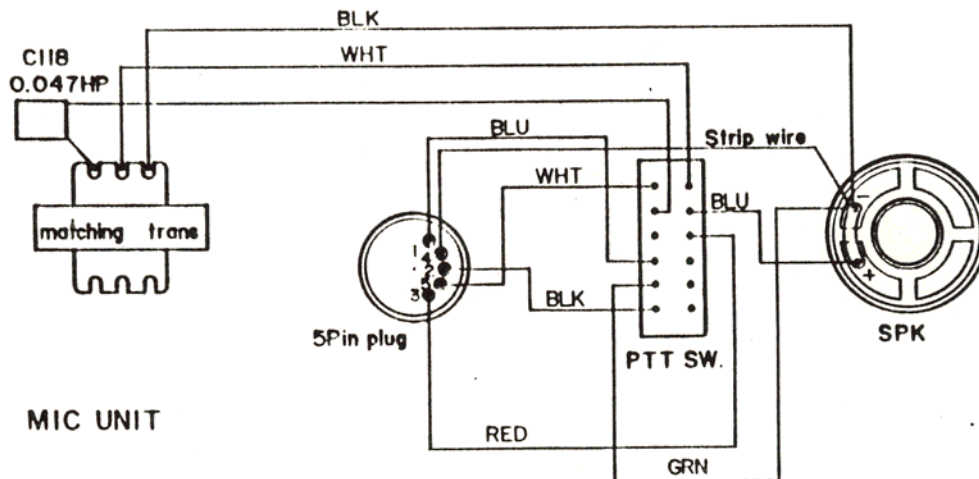 BLK
C118
0.047HP
WHT
BLU
Strip wire
WHT
BLU
matching trans
1
4
2
5
3
-
+
BLK
5Pin plug
PTT SW.
SPK
MIC UNIT
RED
GRN